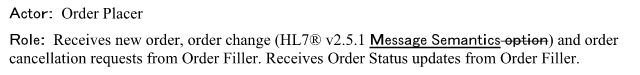 Actor: Order Placer
Role: Receives new order, order change (HL7® v2.5.1 Message Semantics option) and order
cancellation requests from Order Filler. Receives Order Status updates from Order Filler.